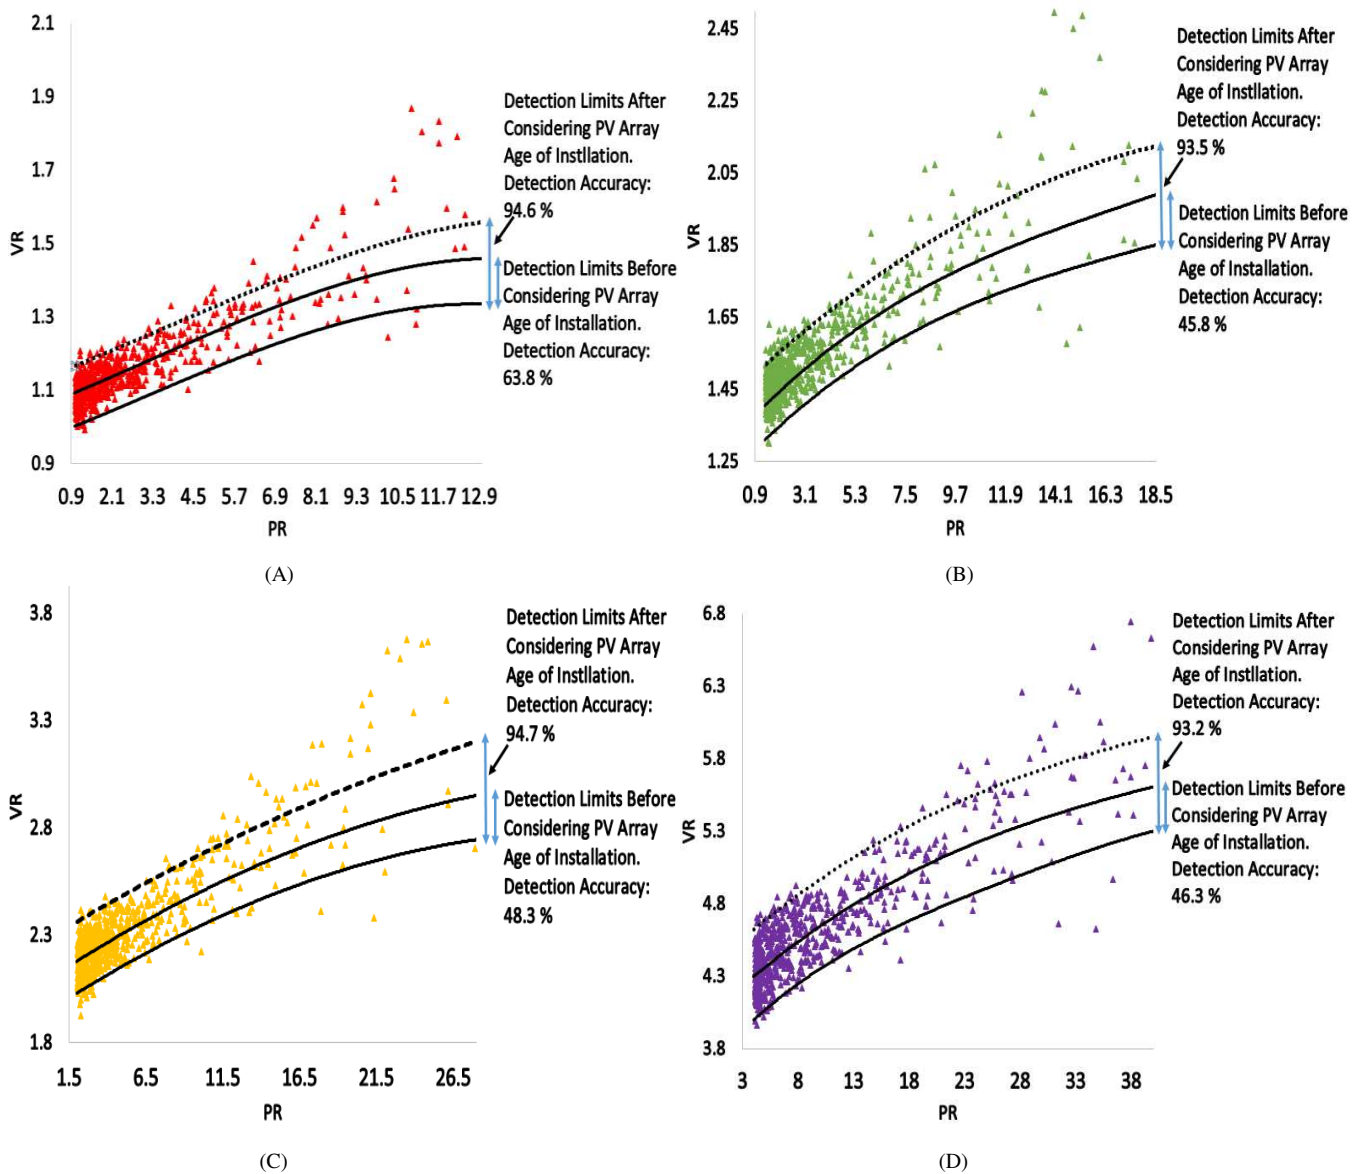 2.1
1.9
1.7
1.5
1.3
1.1
0.9
VR
0.9 2.1 3.3 4.5 5.7 6.9 8.1 9.3 10.5 11.7 12.9
PR
Detection Limits After
Considering PV Array
Age of Instllation.
Detection Accuracy:
94.6 %
Detection Limits Before
Considering PV Array
Age of Installation.
Detection Accuracy:
63.8 %
(A)
2.45
2.25
2.05
1.85
1.65
1.45
1.25
VR
0.9 3.1 5.3 7.5 9.7 11.9 14.1 16.3 18.5
PR
Detection Limits After
Considering PV Array
Age of Instllation.
Detection Accuracy:
93.5 %
Detection Limits Before
Considering PV Array
Age of Installation.
Detection Accuracy:
45.8 %
(B)
3.8
3.3
2.8
2.3
1.8
VR
1.5 6.5 11.5 16.5 21.5 26.5
PR
Detection Limits After
Considering PV Array
Age of Instllation.
Detection Accuracy:
94.7 %
Detection Limits Before
Considering PV Array
Age of Installation.
Detection Accuracy:
48.3 %
(C)
6.8
6.3
5.8
5.3
4.8
4.3
3.8
VR
3 8 13 18 23 28 33 38
PR
Detection Limits After
Considering PV Array
Age of Instllation.
Detection Accuracy:
93.2 %
Detection Limits Before
Considering PV Array
Age of Installation.
Detection Accuracy:
46.3 %
(D)